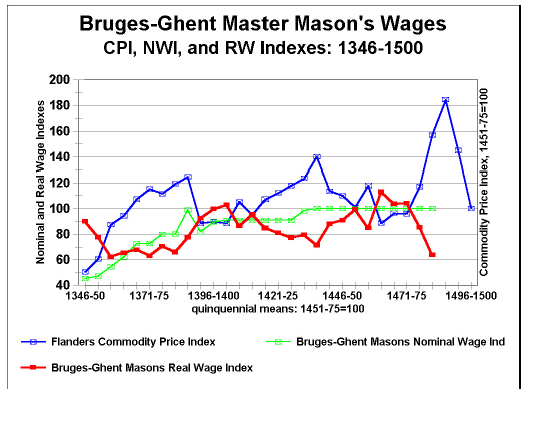 Bruges-Ghent Master Mason's Wages
CPI, NWI, and RW Indexes: 1346-1500
Nominal and Real Wage Indexes
200
180
160
140
120
100
80
60
40
Commodity Price Index, 1451-75=100
1346-50 1371-75 1396-1400 1421-25 1446-50 1471-75 1496-1500
quinquennial means: 1451-75=100
Flanders Commodity Price Index
Bruges-Ghent Masons Nominal Wage Ind
Bruges-Ghent Masons Real Wage Index